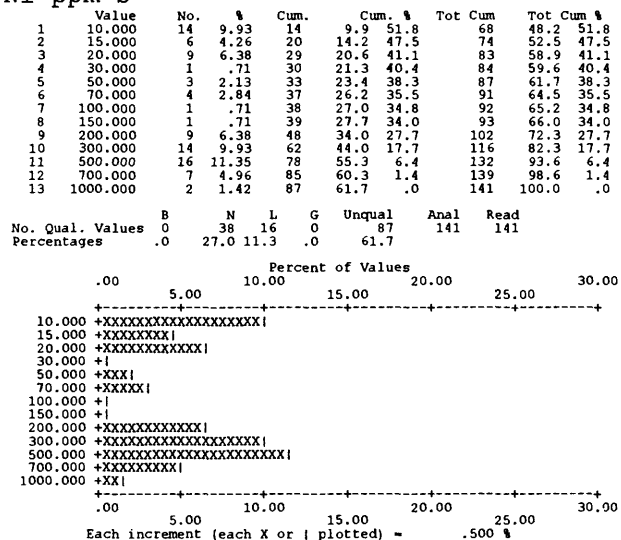 Ni ppm S
Value No. % Cum. Cum. % Tot Cum Tot Cum %
1 10.000 14 9.93 14 9.9 51.8 68 48.2 51.8
2 15.000 6 4.26 20 14.2 47.5 74 52.5 47.5
3 20.000 9 6.38 29 20.6 41.1 83 58.9 41.1
4 30.000 1 .71 30 21.3 40.4 84 59.6 40.4
5 50.000 3 2.13 33 23.4 38.3 87 61.7 38.3
6 70.000 4 2.84 37 26.2 35.5 91 64.5 35.5
7 100.000 1 .71 38 27.0 34.8 92 65.2 34.8
8 150.000 1 .71 39 27.7 34.0 93 66.0 34.0
9 200.000 9 6.38 48 34.0 27.7 102 72.3 27.7
10 300.000 14 9.93 62 44.0 17.7 116 82.3 17.7
11 500.000 16 11.35 78 55.3 6.4 132 93.6 6.4
12 700.000 7 4.96 85 60.3 1.4 139 98.6 1.4
13 1000.000 2 1.42 87 61.7 .0 141 100.0 .0
B N L G Unqual Anal Read
No. Qual. Values 0 38 16 0 87 141 141
Percentages .0 27.0 11.3 .0 61.7
Percent of Values
.00 10.00 20.00 30.00
5.00 15.00 25.00
+---------+---------+---------+---------+---------+---------+
10.000 +XXXXXXXXXXXXXXXXXXX|
15.000 +XXXXXXXX|
20.000 +XXXXXXXXXXXX|
30.000 +|
50.000 +XXX|
70.000 +XXXXX|
100.000 +|
150.000 +|
200.000 +XXXXXXXXXXXX|
300.000 +XXXXXXXXXXXXXXXXXXX|
500.000 +XXXXXXXXXXXXXXXXXXXXXX|
700.000 +XXXXXXXXX|
1000.000 +XX|
+---------+---------+---------+---------+---------+---------+
.00 10.00 20.00 30.00
5.00 15.00 25.00
Each increment (each X or | plotted) = .500 %